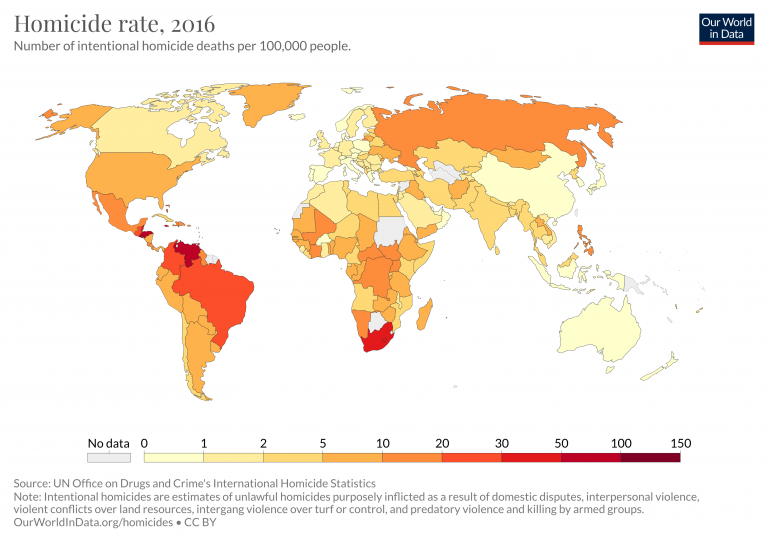 Homicide rate, 2016
Number of intentional homicide deaths per 100,000 people.
Our World
in Data
No data 0 1 2 5 10 20 30 50 100 150
Source: UN Office on Drugs and Crime's International Homicide Statistics
Note: Intentional homicides are estimates of unlawful homicides purposely inflicted as a result of domestic disputes, interpersonal violence,
violent conflicts over land resources, intergang violence over turf or control, and predatory violence and killing by armed groups.
OurWorldInData.org/homicides • CC BY